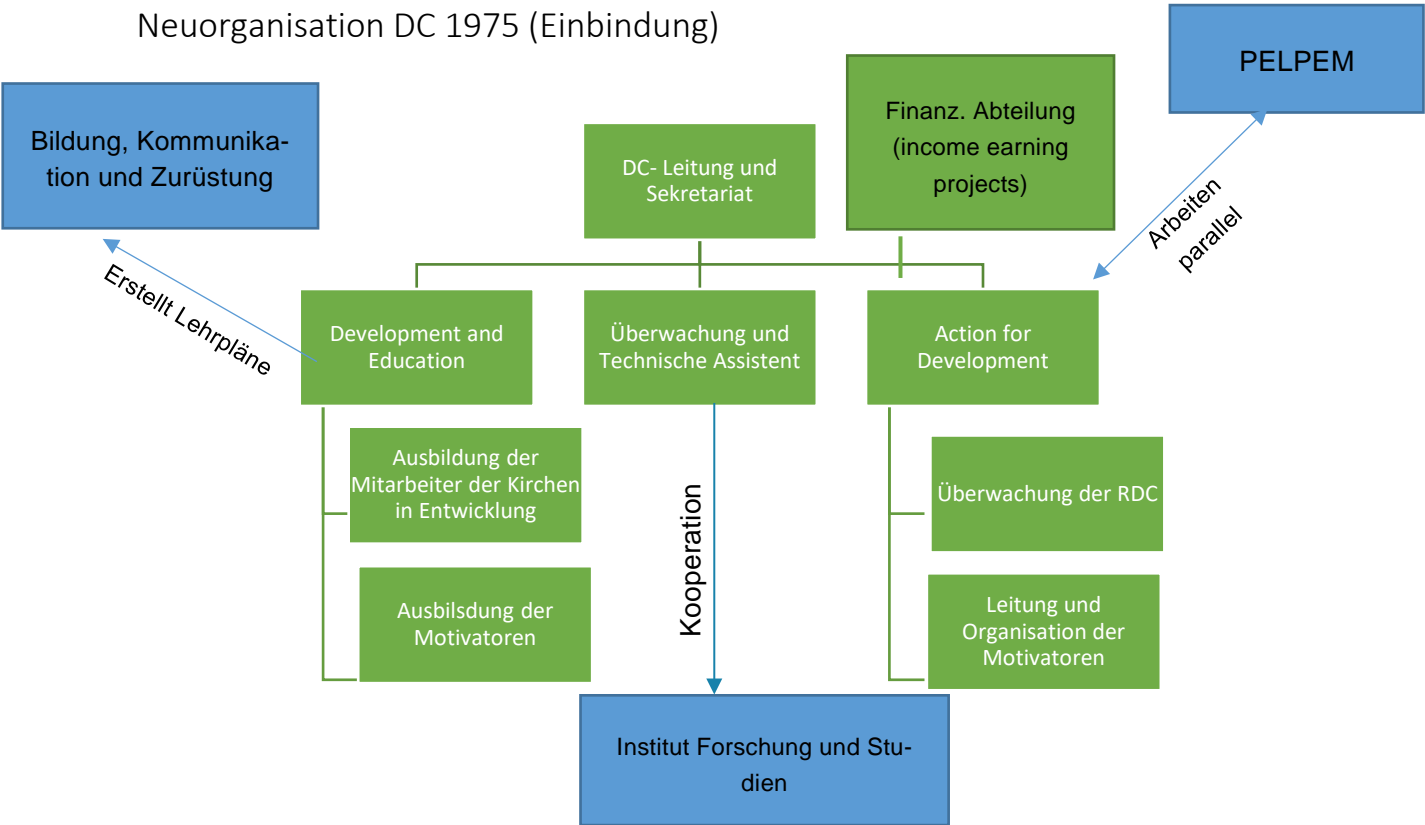 Neuorganisation DC 1975 (Einbindung)
PELPEM
Bildung, Kommunika-
tion und Zurüstung
Finanz. Abteilung
(income earning
projects)
DC- Leitung und
Sekretariat
Arbeiten
parallel
Erstellt Lehrpläne
Development and
Education
Überwachung und
Technische Assistent
Action for
Development
Ausbildung der
Mitarbeiter der Kirchen
in Entwicklung
Kooperation
Überwachung der RDC
Ausbilsdung der
Motivatoren
Leitung und
Organisation der
Motivatoren
Institut Forschung und Stu-
dien